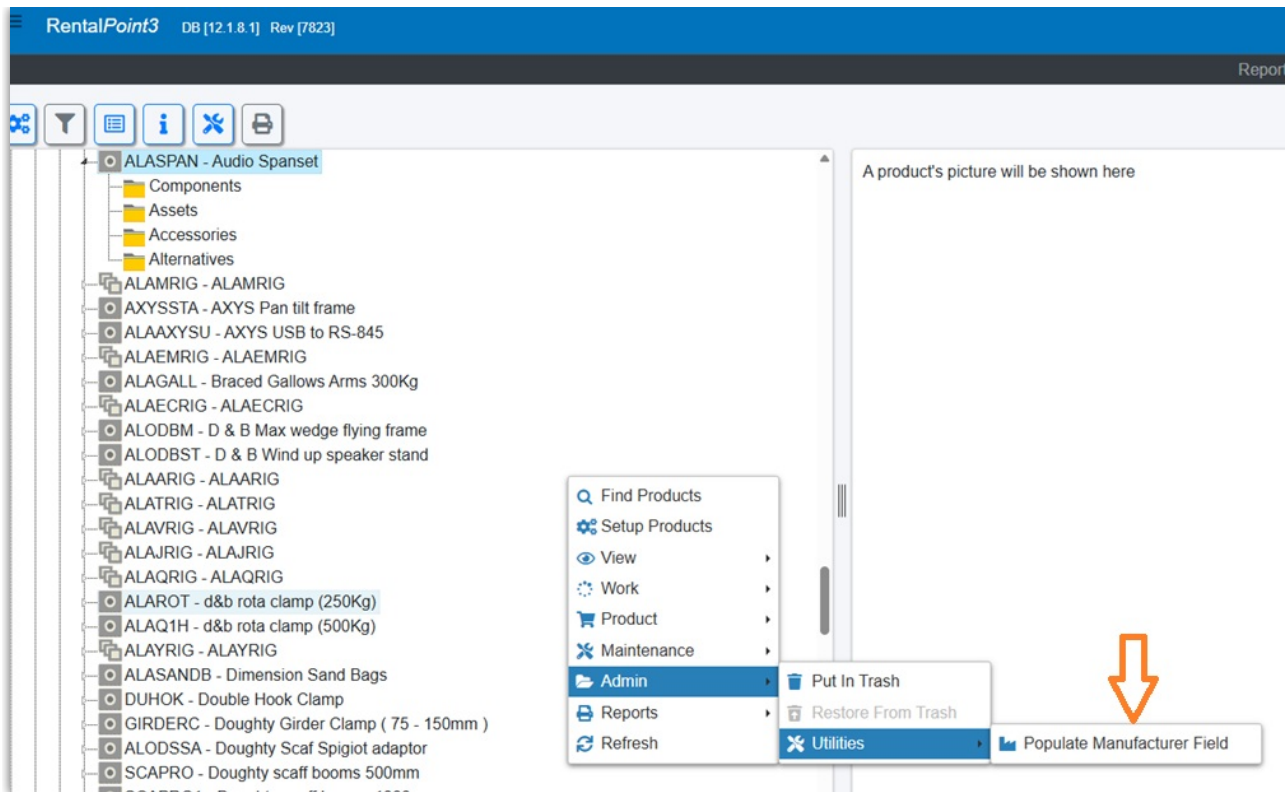 RentalPoint3 DB [12.1.8.1] Rev [7823]
Report
ALASPAN - Audio Spanset
Components
Assets
Accessories
Alternatives
ALAMRIG - ALAMRIG
AXYSSTA - AXYS Pan tilt frame
ALAAXYSU - AXYS USB to RS-845
ALAEMRIG - ALAEMRIG
ALAGALL - Braced Gallows Arms 300Kg
ALAECRIG - ALAECRIG
ALODBM - D & B Max wedge flying frame
ALODBST - D & B Wind up speaker stand
ALAARIG - ALAARIG
ALATRIG - ALATRIG
ALAVRIG - ALAVRIG
ALAJRIG - ALAJRIG
ALAQRIG - ALAQRIG
ALAROT - d&b rota clamp (250Kg)
ALAQ1H - d&b rota clamp (500Kg)
ALAYRIG - ALAYRIG
ALASANDB - Dimension Sand Bags
DUHOK - Double Hook Clamp
GIRDERC - Doughty Girder Clamp ( 75 - 150mm )
ALODSSA - Doughty Scaf Spigiot adaptor
SCAPRO - Doughty scaff booms 500mm
A product's picture will be shown here
Find Products
Setup Products
View
Work
Product
Maintenance
Admin
Reports
Refresh
Put In Trash
Restore From Trash
Utilities
Populate Manufacturer Field